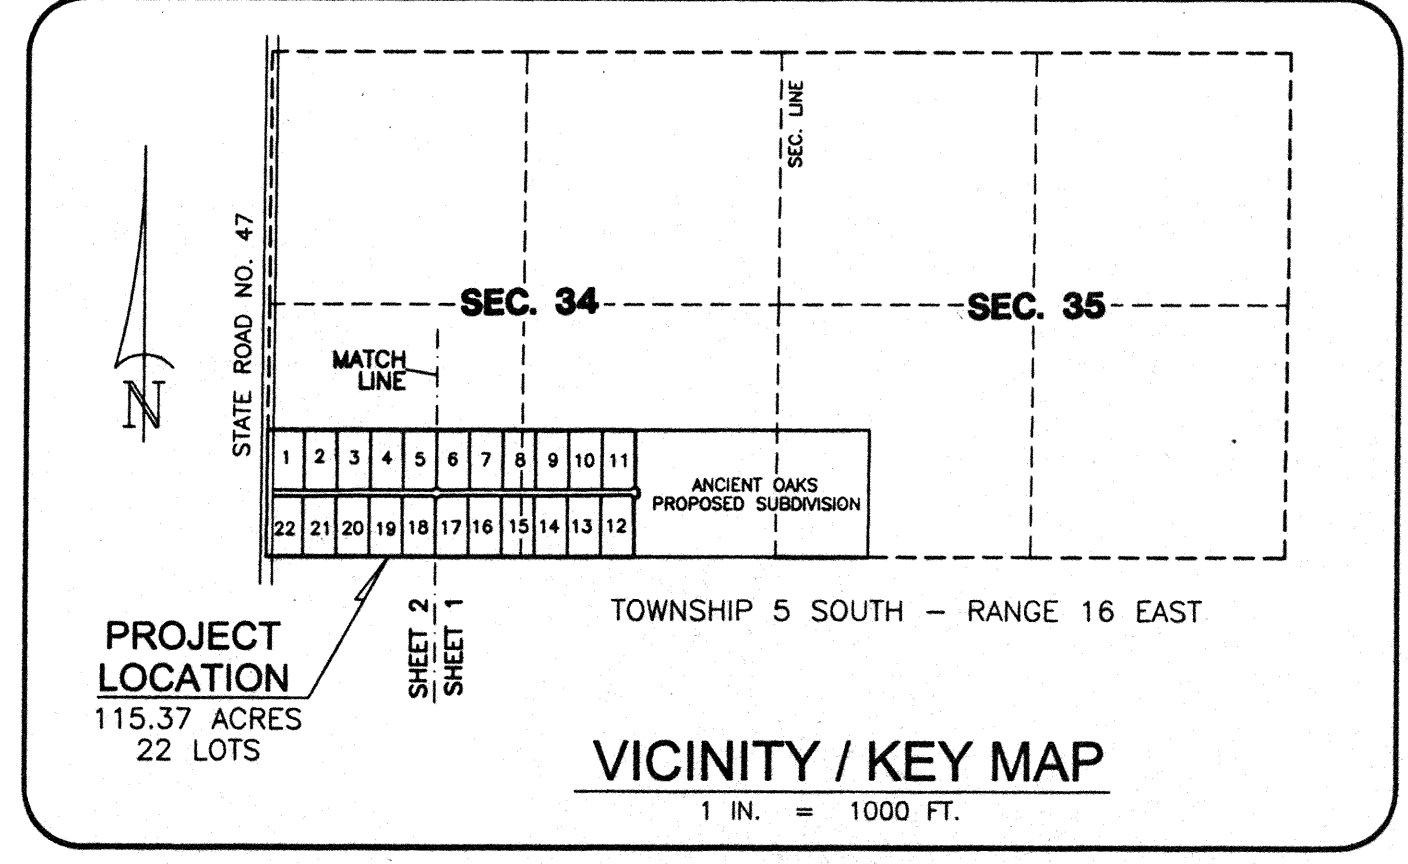 SEC. LINE
STATE ROAD NO. 47
SEC. 34
SEC. 35
MATCH
LINE
1 2 3 4 5 6 7 8 9 10 11
22 21 20 19 18 17 16 15 14 13 12
ANCIENT OAKS
PROPOSED SUBDIVISION
N
SHEET 2
SHEET 1
TOWNSHIP 5 SOUTH – RANGE 16 EAST
PROJECT
LOCATION
115.37 ACRES
22 LOTS
VICINITY / KEY MAP
1 IN. = 1000 FT.